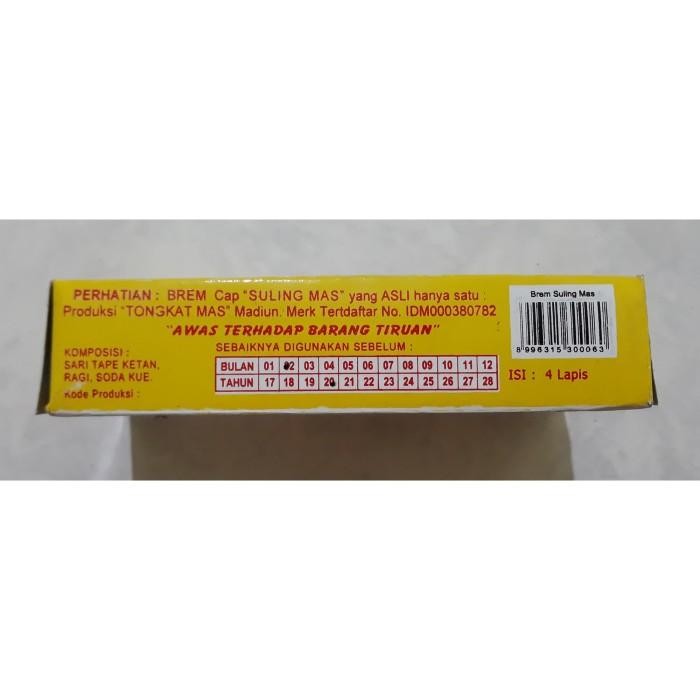 PERHATIAN : BREM Cap "SULING MAS" yang ASLI hanya satu :
Produksi "TONGKAT MAS" Madiun. Merk Tertdaftar No. IDM000380782
"AWAS TERHADAP BARANG TIRUAN"
KOMPOSISI :
SARI TAPE KETAN,
RAGI, SODA KUE.
Kode Produksi :
SEBAIKNYA DIGUNAKAN SEBELUM :
BULAN 01 02 03 04 05 06 07 08 09 10 11 12
TAHUN 17 18 19 20 21 22 23 24 25 26 27 28
Brem Suling Mas
8 996315 300063
ISI : 4 Lapis